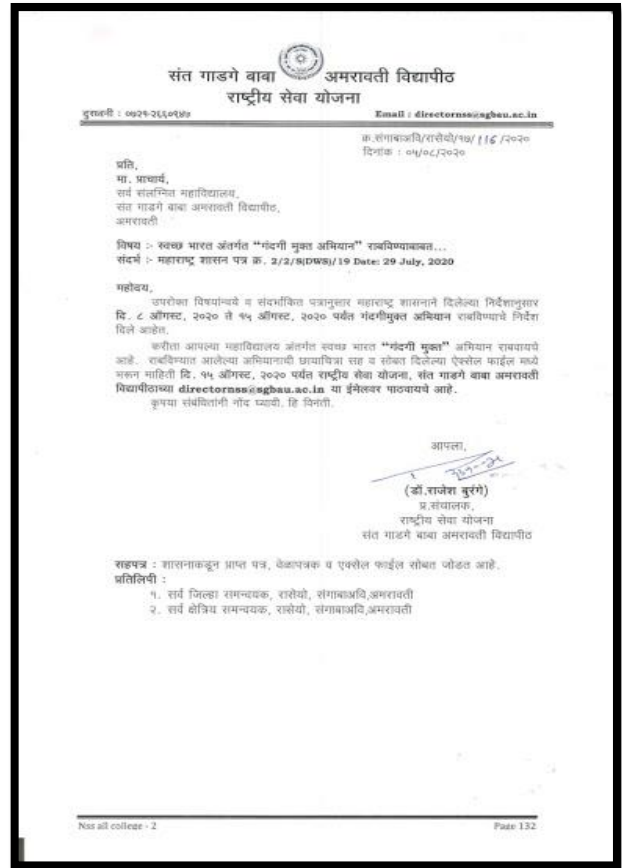 संत गाडगे बाबा अमरावती विद्यापीठ
राष्ट्रीय सेवा योजना
दुरध्वनी : ०७२१-२६६०९४७ Email : directornss@sgbau.ac.in
क्र.संगाबाअवि/रासेयो/१७/116/२०२०
दिनांक : ०५/०८/२०२०
प्रति,
मा. प्राचार्य,
सर्व संलग्नित महाविद्यालय,
संत गाडगे बाबा अमरावती विद्यापीठ,
अमरावती
विषय :- स्वच्छ भारत अंतर्गत “गंदगी मुक्त अभियान” राबविण्याबाबत...
संदर्भ :- महाराष्ट्र शासन पत्र क्र. 2/2/S(DWS)/19 Date: 29 July, 2020
महोदय,
उपरोक्त विषयांन्वये व संदर्भाकित पत्रानुसार महाराष्ट्र शासनाने दिलेल्या निर्देशानुसार
दि. ८ ऑगस्ट, २०२० ते १५ ऑगस्ट, २०२० पर्यंत गंदगीमुक्त अभियान राबविण्याचे निर्देश
दिले आहेत.
करीता आपल्या महाविद्यालय अंतर्गत स्वच्छ भारत “गंदगी मुक्त” अभियान राबवायचे
आहे. राबविण्यात आलेल्या अभियानाची छायाचित्रा सह व सोबत दिलेल्या ऐक्सेल फाईल मध्ये
भरून माहिती दि. १५ ऑगस्ट, २०२० पर्यंत राष्ट्रीय सेवा योजना, संत गाडगे बाबा अमरावती
विद्यापीठाच्या directornss@sgbau.ac.in या ईमेलवर पाठवायचे आहे.
कृपया संबंधितांनी नोंद घ्यावी. हि विनंती.
आपला,
(डॉ.राजेश बुरंगे)
प्र.संचालक,
राष्ट्रीय सेवा योजना
संत गाडगे बाबा अमरावती विद्यापीठ
सहपत्र : शासनाकडून प्राप्त पत्र, वेळापत्रक व एक्सेल फाईल सोबत जोडत आहे.
प्रतिलिपी :
१. सर्व जिल्हा समन्वयक, रासेयो, संगाबाअवि,अमरावती
२. सर्व क्षेत्रिय समन्वयक, रासेयो, संगाबाअवि,अमरावती
Nss all college - 2 Page 132